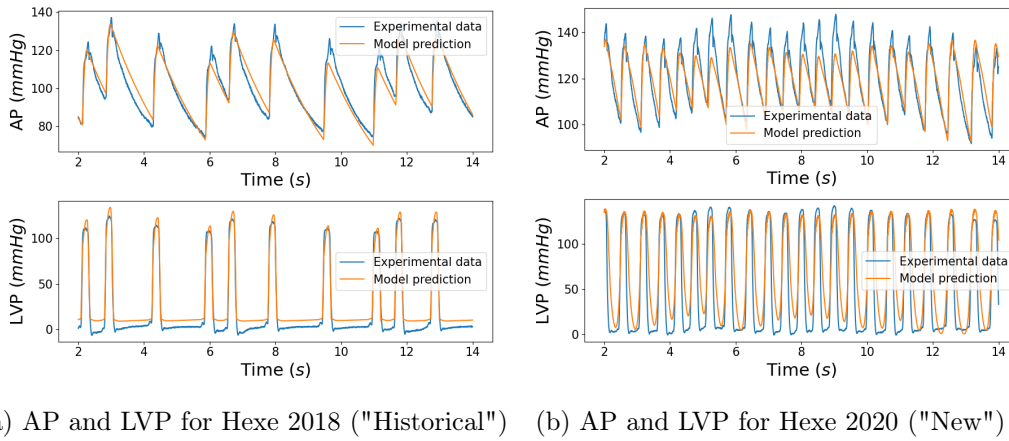 140
120
100
80
AP (mmHg)
Experimental data
Model prediction
2
4
6
8
10
12
14
Time (s)
140
120
100
AP (mmHg)
Experimental data
Model prediction
2
4
6
8
10
12
14
Time (s)
100
50
0
LVP (mmHg)
Experimental data
Model prediction
2
4
6
8
10
12
14
Time (s)
100
50
0
LVP (mmHg)
Experimental data
Model prediction
2
4
6
8
10
12
14
Time (s)
) AP and LVP for Hexe 2018 ("Historical")
(b) AP and LVP for Hexe 2020 ("New")